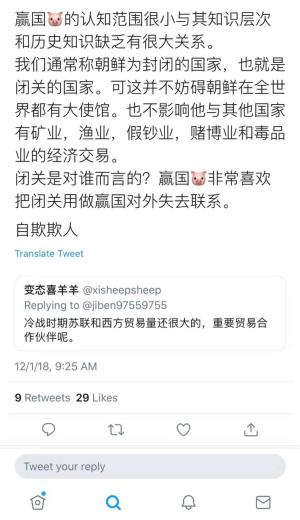 赢国🐷的认知范围很小与其知识层次
和历史知识缺乏有很大关系。
我们通常称朝鲜为封闭的国家，也就是
闭关的国家。可这并不妨碍朝鲜在全世
界都有大使馆。也不影响他与其他国家
有矿业，渔业，假钞业，赌博业和毒品
业的经济交易。
闭关是对谁而言的？赢国🐷非常喜欢
把闭关用做赢国对外失去联系。
自欺欺人
Translate Tweet
变态喜羊羊 @xisheepsheep
Replying to @jiben97559755
冷战时期苏联和西方贸易量还很大的，重要贸易合
作伙伴呢。
12/1/18, 9:25 AM
9 Retweets 29 Likes
Tweet your reply